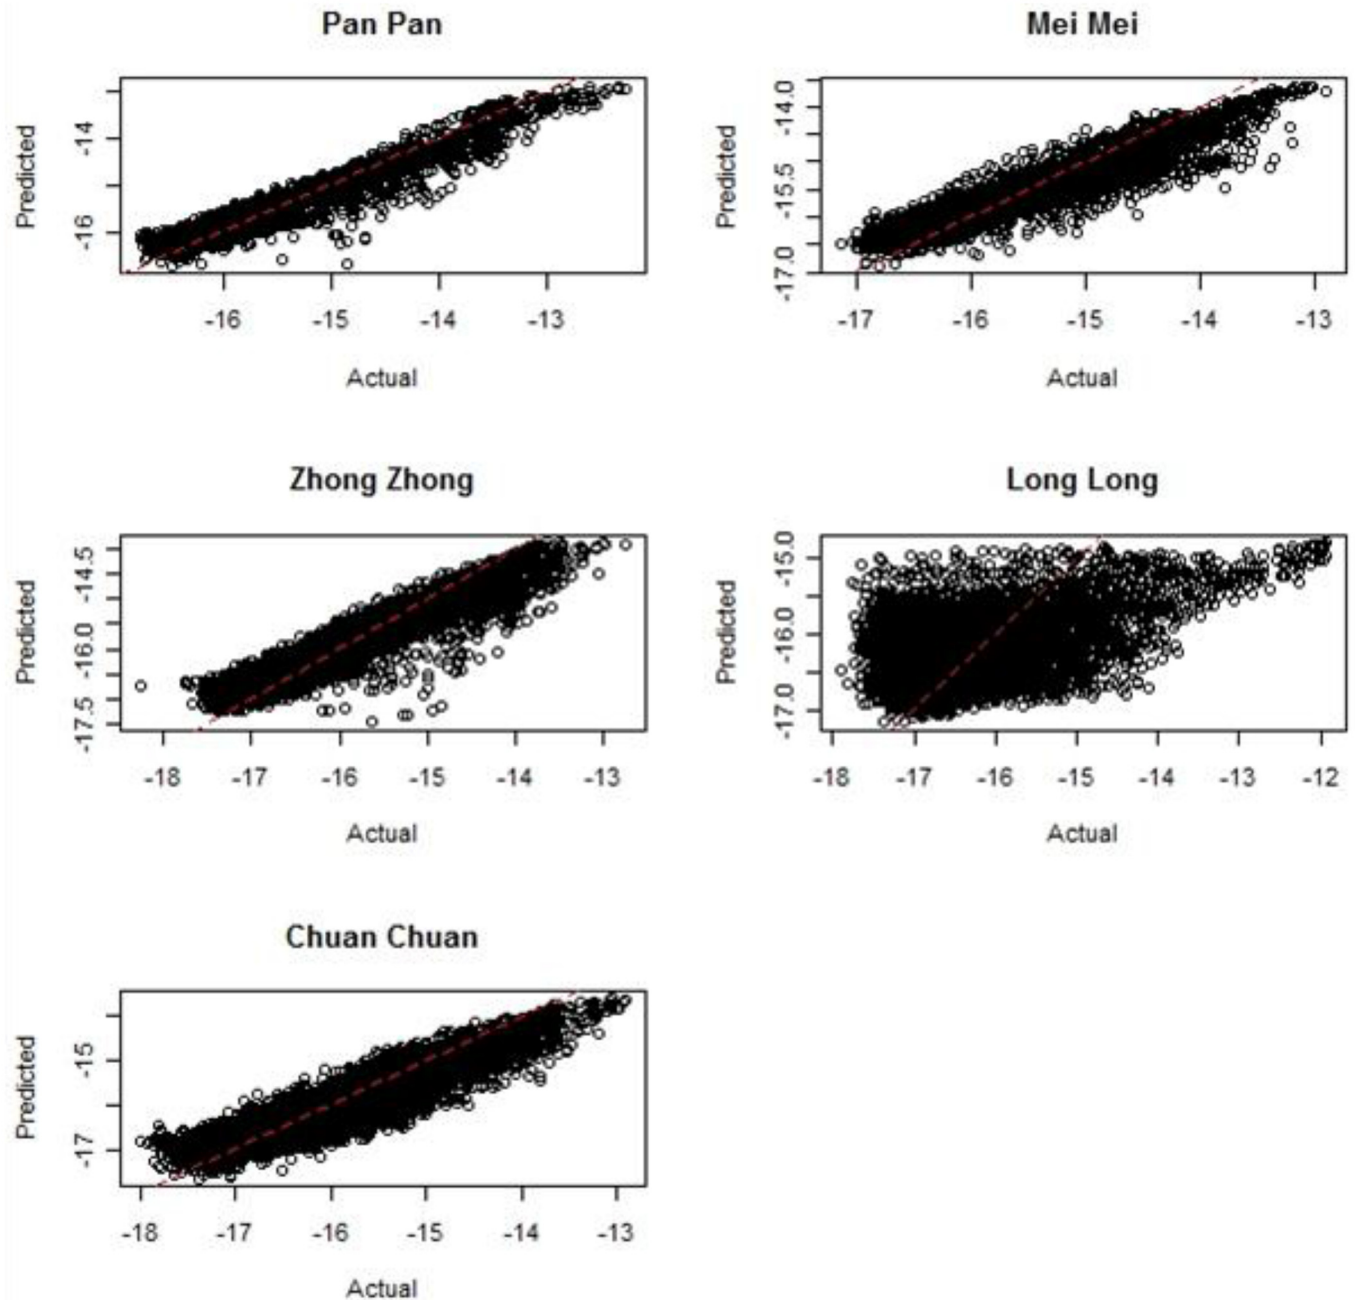 Pan Pan
Predicted
-14
-16
-16 -15 -14 -13
Actual
Mei Mei
Predicted
-14.0
-15.5
-17.0
-17 -16 -15 -14 -13
Actual
Zhong Zhong
Predicted
-14.5
-16.0
-17.5
-18 -17 -16 -15 -14 -13
Actual
Long Long
Predicted
-15.0
-16.0
-17.0
-18 -17 -16 -15 -14 -13 -12
Actual
Chuan Chuan
Predicted
-15
-17
-18 -17 -16 -15 -14 -13
Actual